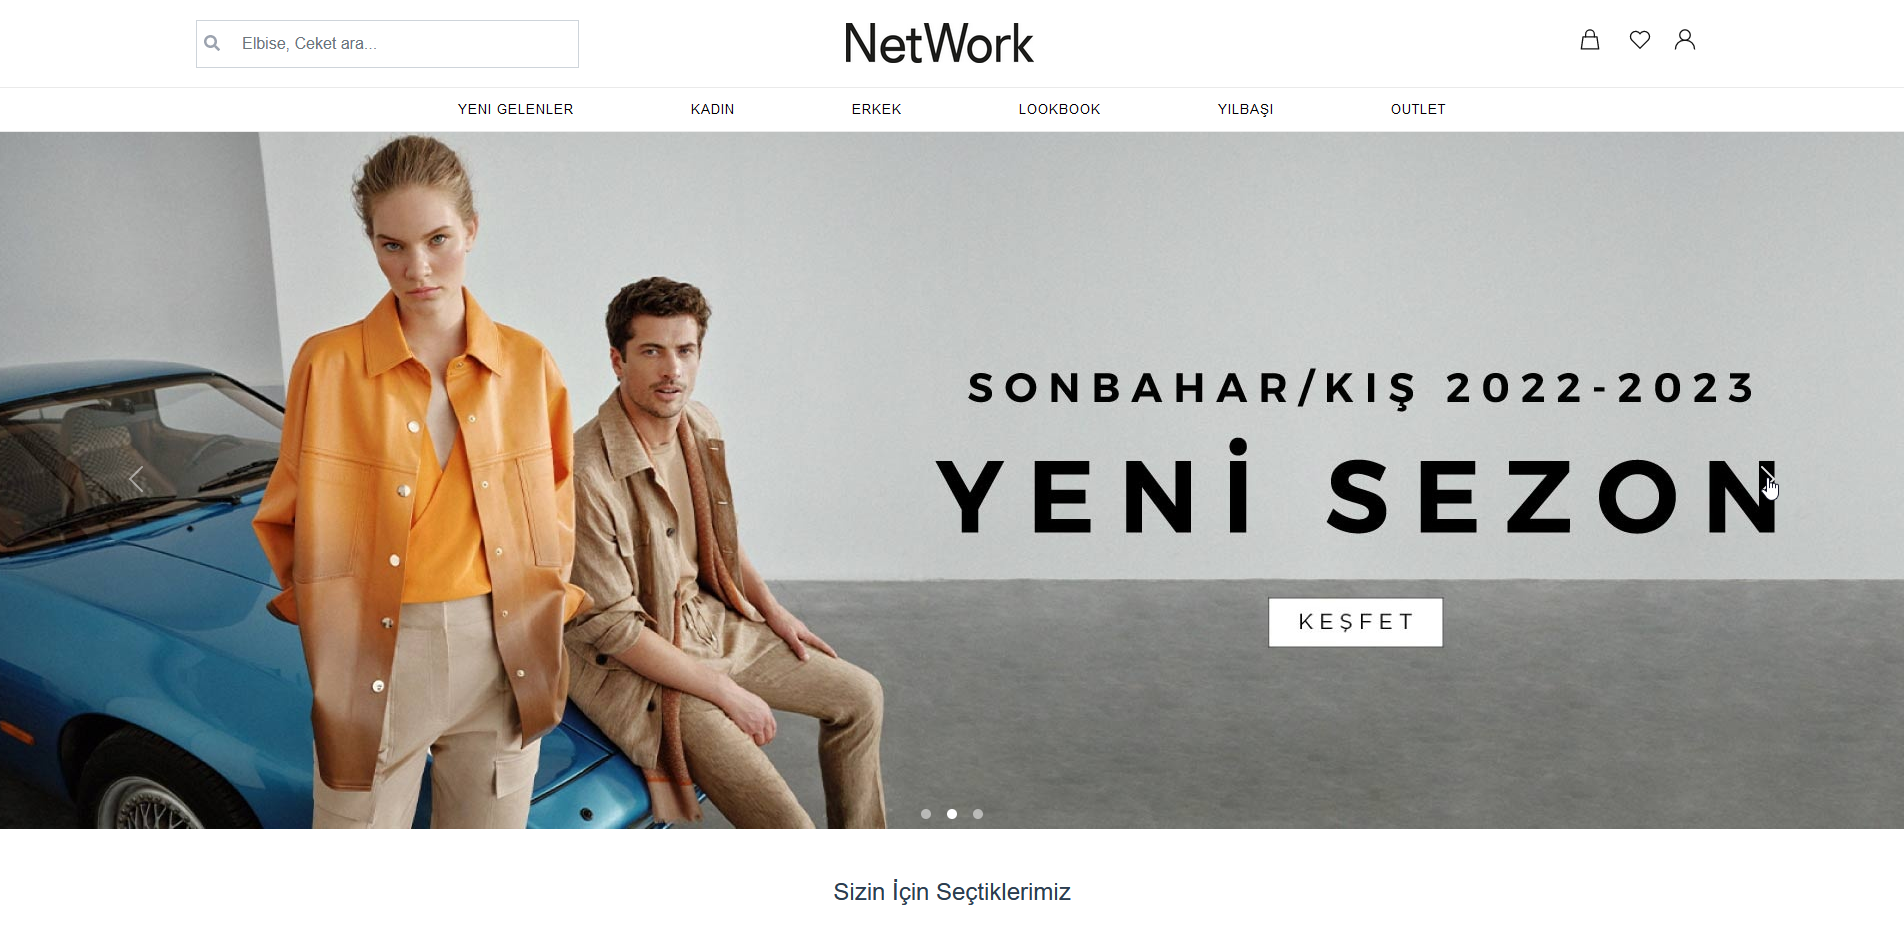 Elbise, Ceket ara...
NetWork
YENI GELENLER
KADIN
ERKEK
LOOKBOOK
YILBAŞI
OUTLET
SONBAHAR/KIŞ 2022-2023
YENİ SEZON
KEŞFET
Sizin İçin Seçtiklerimiz